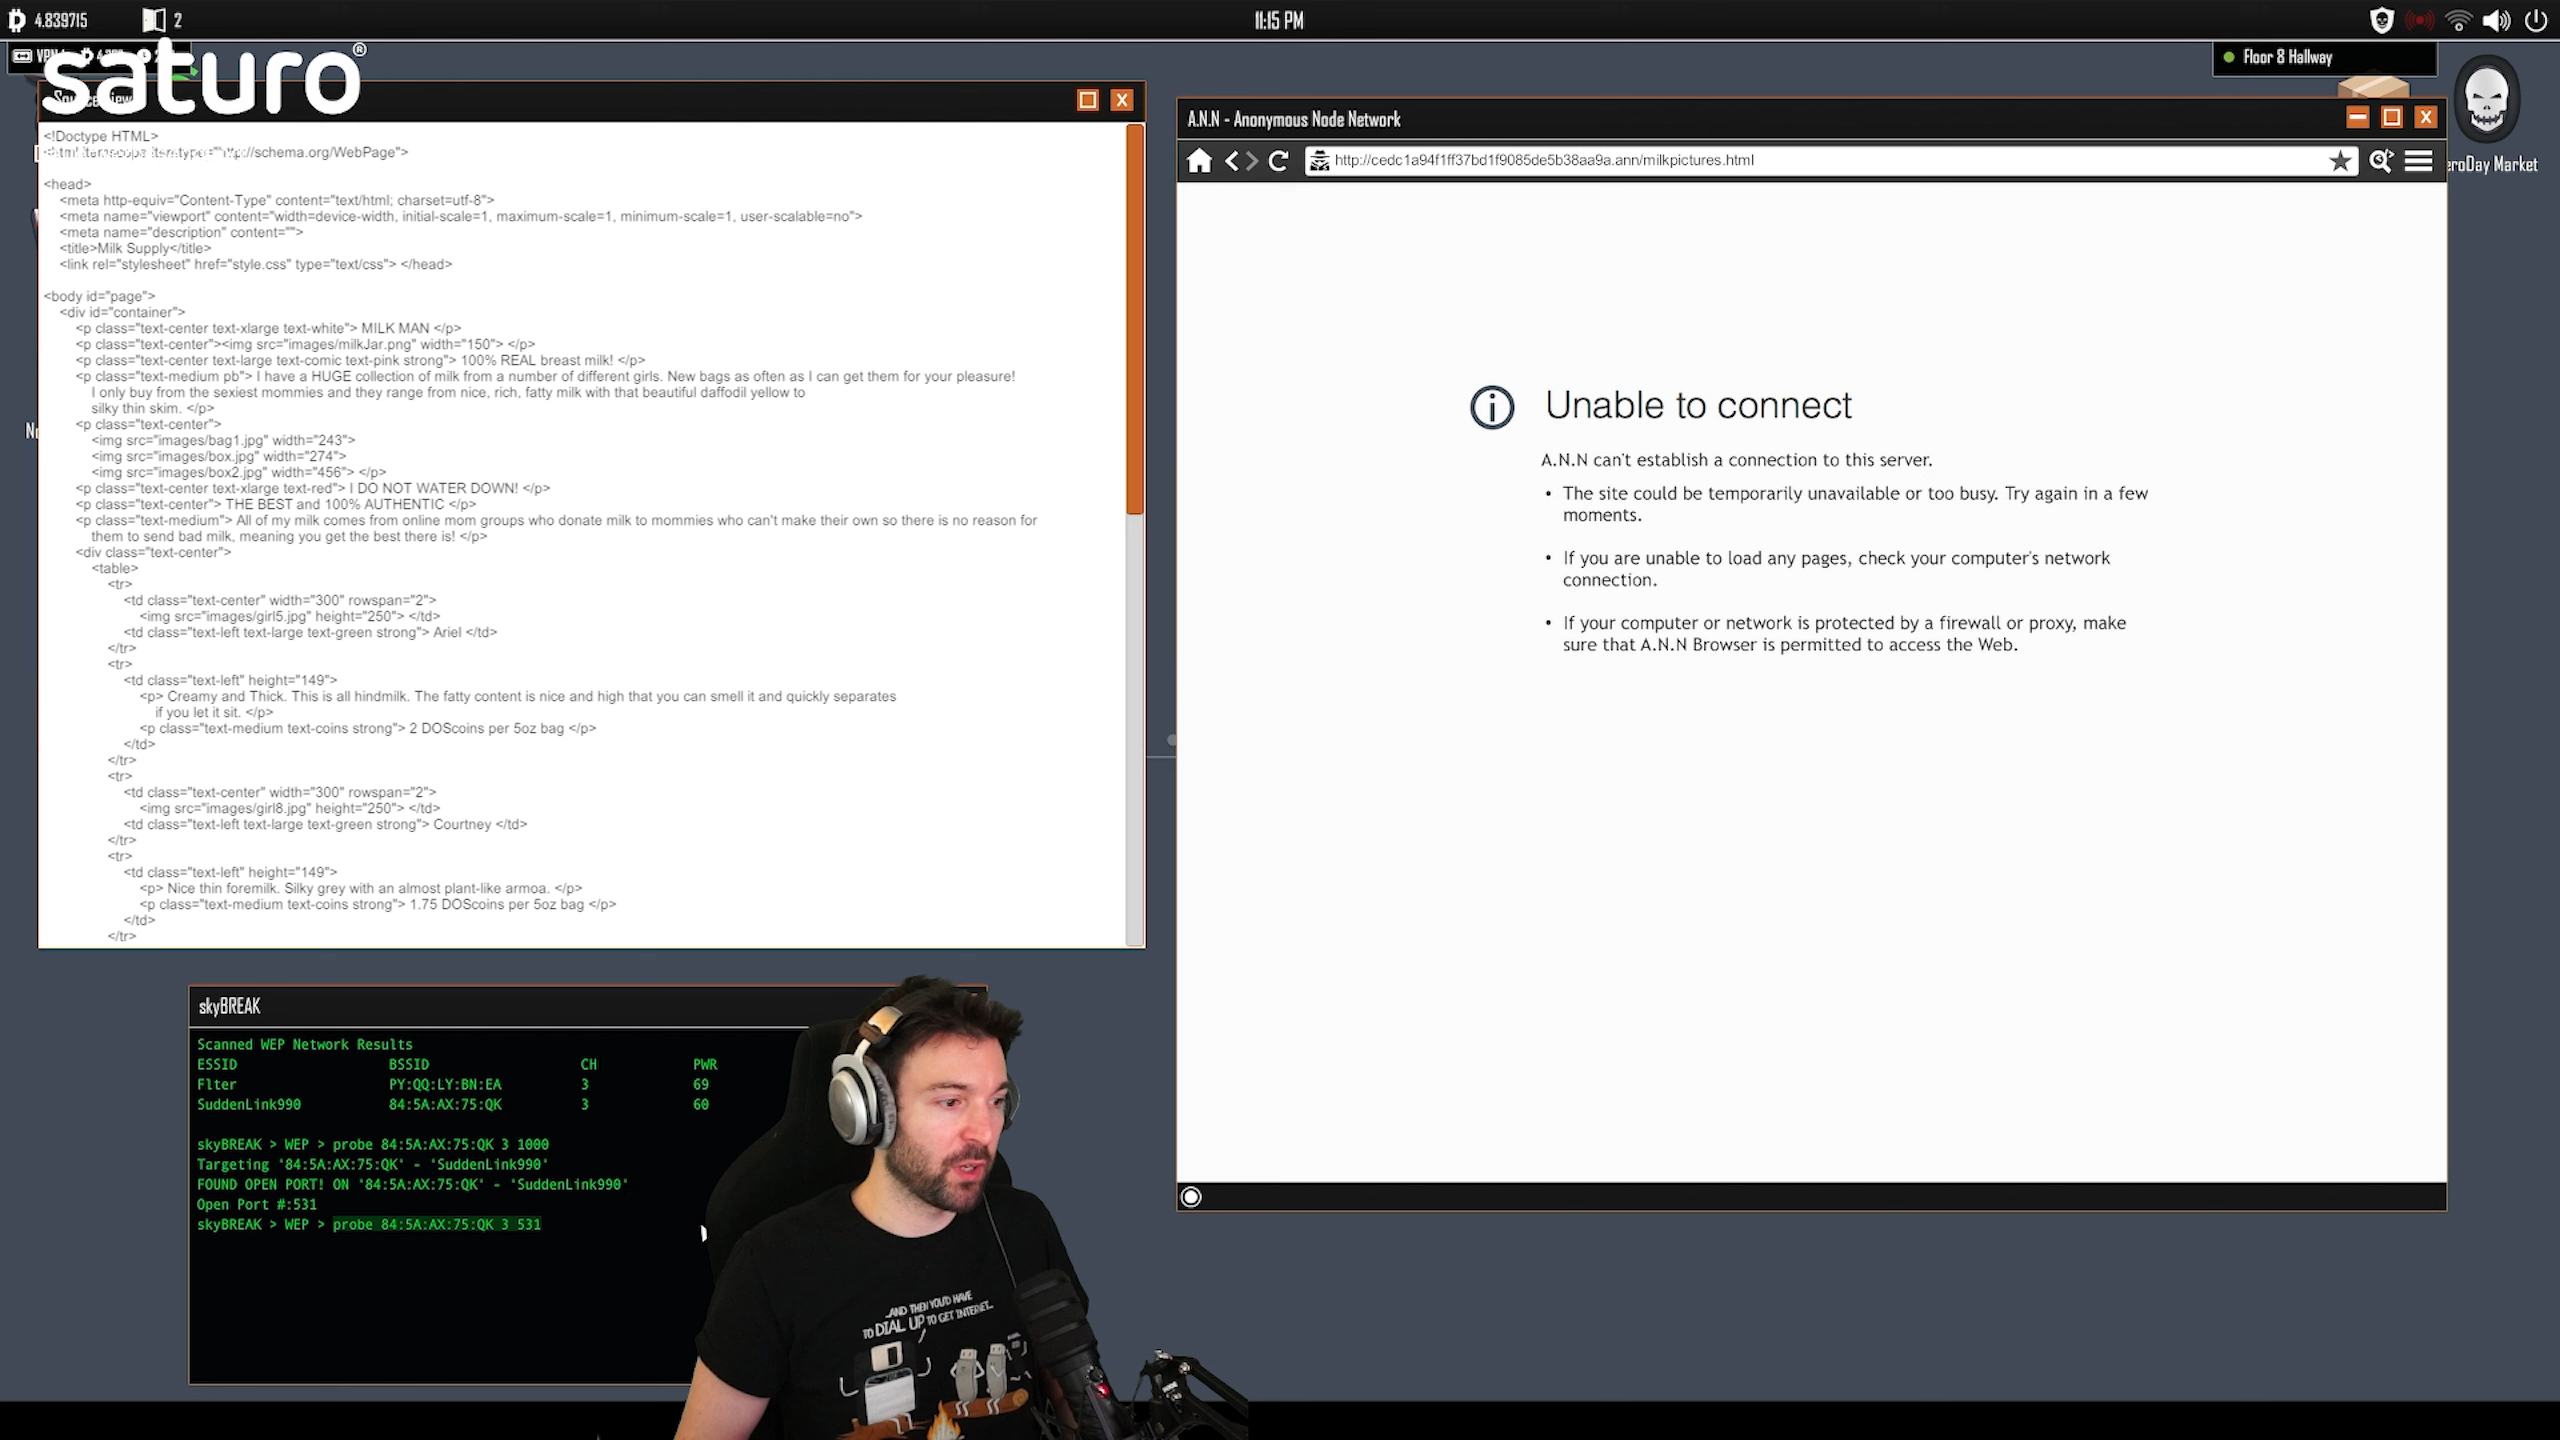 4.839715
2
11:15 PM
saturo®
Floor 8 Hallway
<!Doctype HTML>
<head>
<meta http-equiv="Content-Type" content="text/html; charset=utf-8">
<meta name="viewport" content="width=device-width, initial-scale=1, maximum-scale=1, minimum-scale=1, user-scalable=no">
<meta name="description" content="">
<title>Milk Supply</title>
<link rel="stylesheet" href="style.css" type="text/css"> </head>
<body id="page">
<div id="container">
<p class="text-center text-xlarge text-white"> MILK MAN </p>
<p class="text-center"><img src="images/milkJar.png" width="150"> </p>
<p class="text-center text-large text-comic text-pink strong"> 100% REAL breast milk! </p>
<p class="text-medium pb"> I have a HUGE collection of milk from a number of different girls. New bags as often as I can get them for your pleasure!
I only buy from the sexiest mommies and they range from nice, rich, fatty milk with that beautiful daffodil yellow to
silky thin skim. </p>
<p class="text-center">
<img src="images/bag1.jpg" width="243">
<img src="images/box.jpg" width="274">
<img src="images/box2.jpg" width="456"> </p>
<p class="text-center text-xlarge text-red"> I DO NOT WATER DOWN! </p>
<p class="text-center"> THE BEST and 100% AUTHENTIC </p>
<p class="text-medium"> All of my milk comes from online mom groups who donate milk to mommies who can't make their own so there is no reason for
them to send bad milk, meaning you get the best there is! </p>
<div class="text-center">
<table>
<tr>
<td class="text-center" width="300" rowspan="2">
<img src="images/girl5.jpg" height="250"> </td>
<td class="text-left text-large text-green strong"> Ariel </td>
</tr>
<tr>
<td class="text-left" height="149">
<p> Creamy and Thick. This is all hindmilk. The fatty content is nice and high that you can smell it and quickly separates
if you let it sit. </p>
<p class="text-medium text-coins strong"> 2 DOScoins per 5oz bag </p>
</td>
</tr>
<tr>
<td class="text-center" width="300" rowspan="2">
<img src="images/girl8.jpg" height="250"> </td>
<td class="text-left text-large text-green strong"> Courtney </td>
</tr>
<tr>
<td class="text-left" height="149">
<p> Nice thin foremilk. Silky grey with an almost plant-like armoa. </p>
<p class="text-medium text-coins strong"> 1.75 DOScoins per 5oz bag </p>
</td>
</tr>
A.N.N - Anonymous Node Network
http://cedc1a94f1ff37bd1f9085de5b38aa9a.ann/milkpictures.html
Market
Unable to connect
A.N.N can't establish a connection to this server.
• The site could be temporarily unavailable or too busy. Try again in a few
moments.
• If you are unable to load any pages, check your computer's network
connection.
• If your computer or network is protected by a firewall or proxy, make
sure that A.N.N Browser is permitted to access the Web.
skyBREAK
Scanned WEP Network Results
ESSID BSSID CH PWR
Flter PY:QQ:LY:BN:EA 3 69
SuddenLink990 84:5A:AX:75:QK 3 60
skyBREAK > WEP > probe 84:5A:AX:75:QK 3 1000
Targeting '84:5A:AX:75:QK' - 'SuddenLink990'
FOUND OPEN PORT! ON '84:5A:AX:75:QK' - 'SuddenLink990'
Open Port #:531
skyBREAK > WEP > probe 84:5A:AX:75:QK 3 531
...AND THEN YOU'D HAVE
TO DIAL UP TO GET INTERNET...